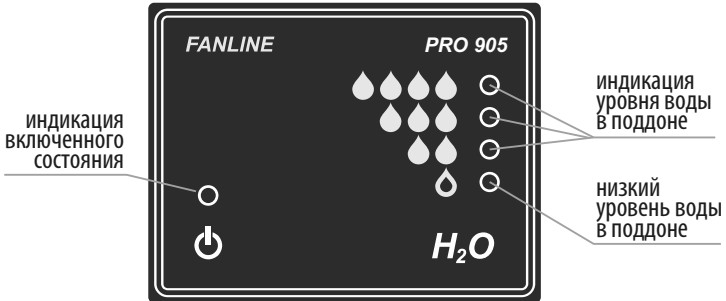 FANLINE
PRO 905
индикация
уровня воды
в поддоне
индикация
включенного
состояния
низкий
уровень воды
в поддоне
H₂O